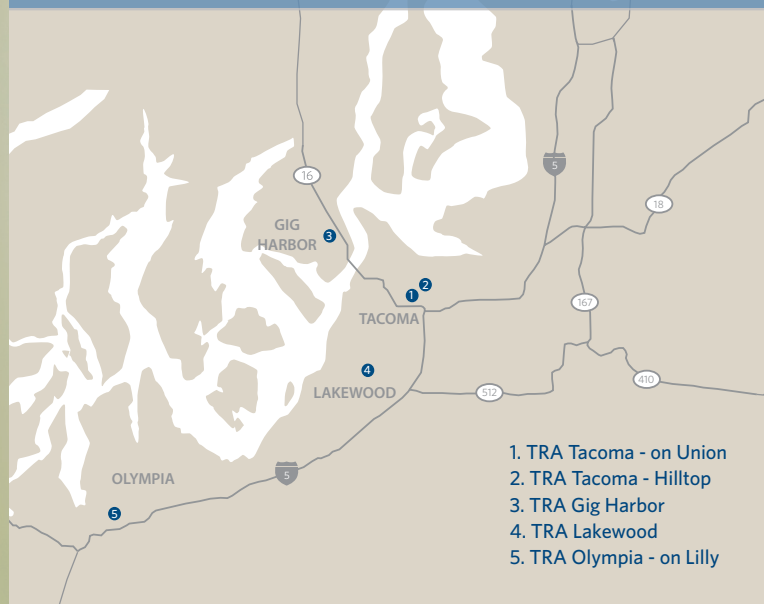 16
5
18
GIG
HARBOR
3
2
1
167
TACOMA
4
410
LAKEWOOD
512
1. TRA Tacoma - on Union
OLYMPIA
5
2. TRA Tacoma - Hilltop
3. TRA Gig Harbor
5
4. TRA Lakewood
5. TRA Olympia - on Lilly